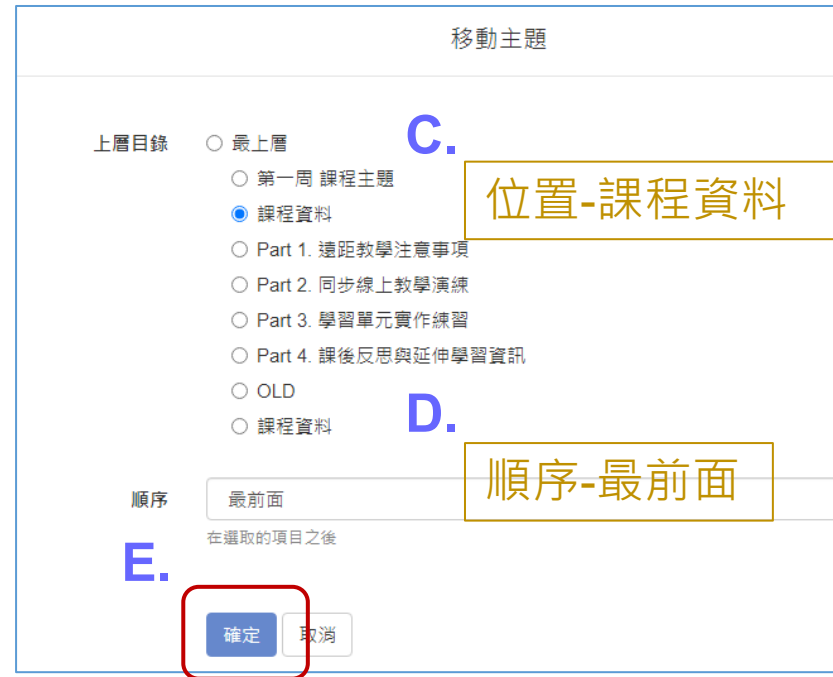 移動主題
上層目錄
最上層
C.
第一周 課程主題
位置-課程資料
課程資料
Part 1. 遠距教學注意事項
Part 2. 同步線上教學演練
Part 3. 學習單元實作練習
Part 4. 課後反思與延伸學習資訊
OLD
D.
課程資料
順序-最前面
順序
最前面
在選取的項目之後
E.
確定
取消